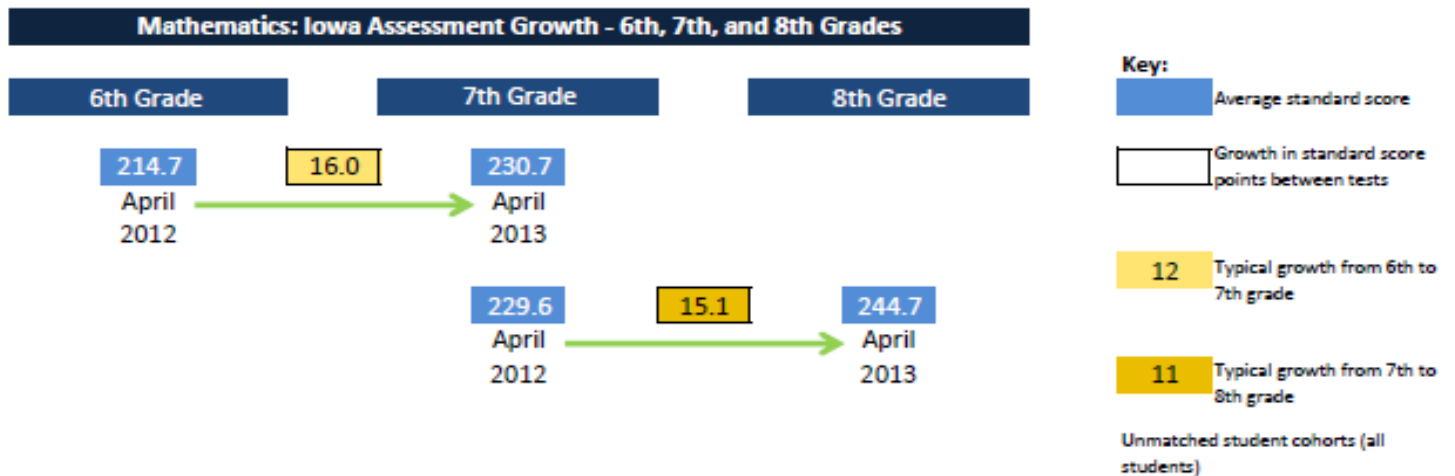 Mathematics: Iowa Assessment Growth - 6th, 7th, and 8th Grades
6th Grade
7th Grade
8th Grade
214.7
16.0
230.7
April
2012
April
2013
229.6
15.1
244.7
April
2012
April
2013
Key:
Average standard score
Growth in standard score
points between tests
12
Typical growth from 6th to
7th grade
11
Typical growth from 7th to
8th grade
Unmatched student cohorts (all
students)